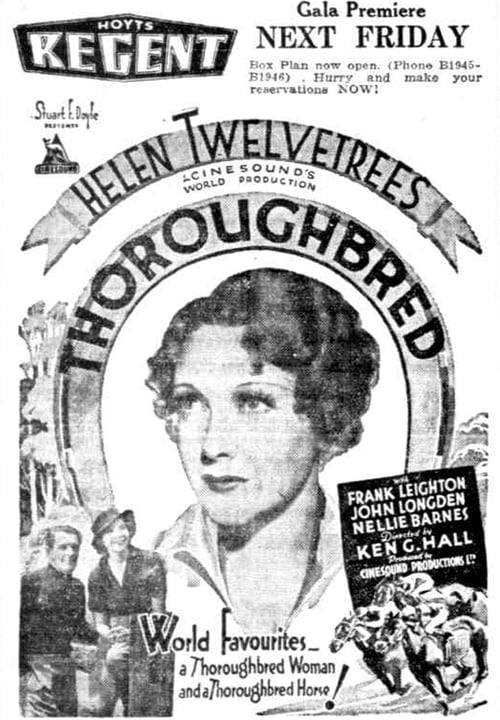 HOYTS
REGENT
Gala Premiere
NEXT FRIDAY
Box Plan now open. (Phone B1945-
B1946) . Hurry and make your
reservations NOW!
Stuart F. Doyle
PRESENTS
CINESOUND
HELEN TWELVETREES
CINESOUND'S
WORLD PRODUCTION
THOROUGHBRED
with
FRANK LEIGHTON
JOHN LONGDEN
NELLIE BARNES
Directed by
KEN G. HALL
Produced by
CINESOUND PRODUCTIONS LTD
World Favourites_
a Thoroughbred Woman
and a Thoroughbred Horse!